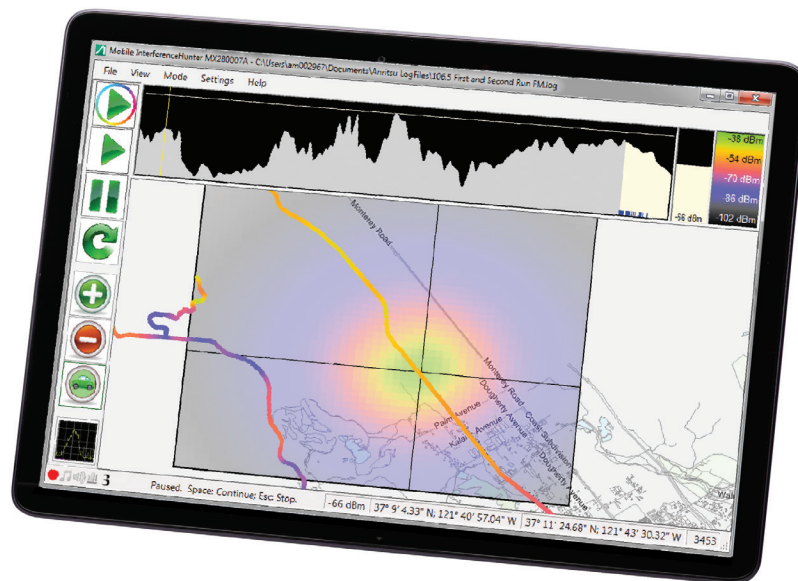 Mobile InterferenceHunter MX280007A - C:\Users\am002967\Documents\Anritsu LogFiles\106.5 First and Second Run FM.log
File View Mode Settings Help
-38 dBm
-54 dBm
-70 dBm
-86 dBm
-102 dBm
-66 dBm
Monterey Road
Monterey Road
Coast Subdivision
Dougherty Avenue
Palm Avenue
Kalana Avenue
Dougherty Avenue
3
Paused. Space: Continue; Esc: Stop.
-66 dBm
37° 9' 4.33" N; 121° 40' 57.04" W
37° 11' 24.68" N; 121° 43' 30.32" W
3453